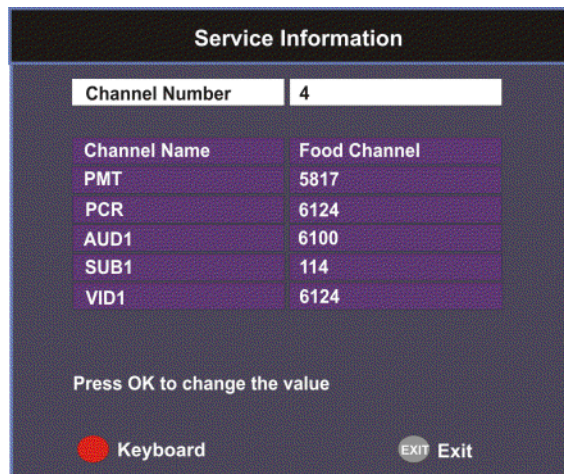 Service Information
Channel Number 4
Channel Name Food Channel
PMT 5817
PCR 6124
AUD1 6100
SUB1 114
VID1 6124
Press OK to change the value
Keyboard EXIT Exit